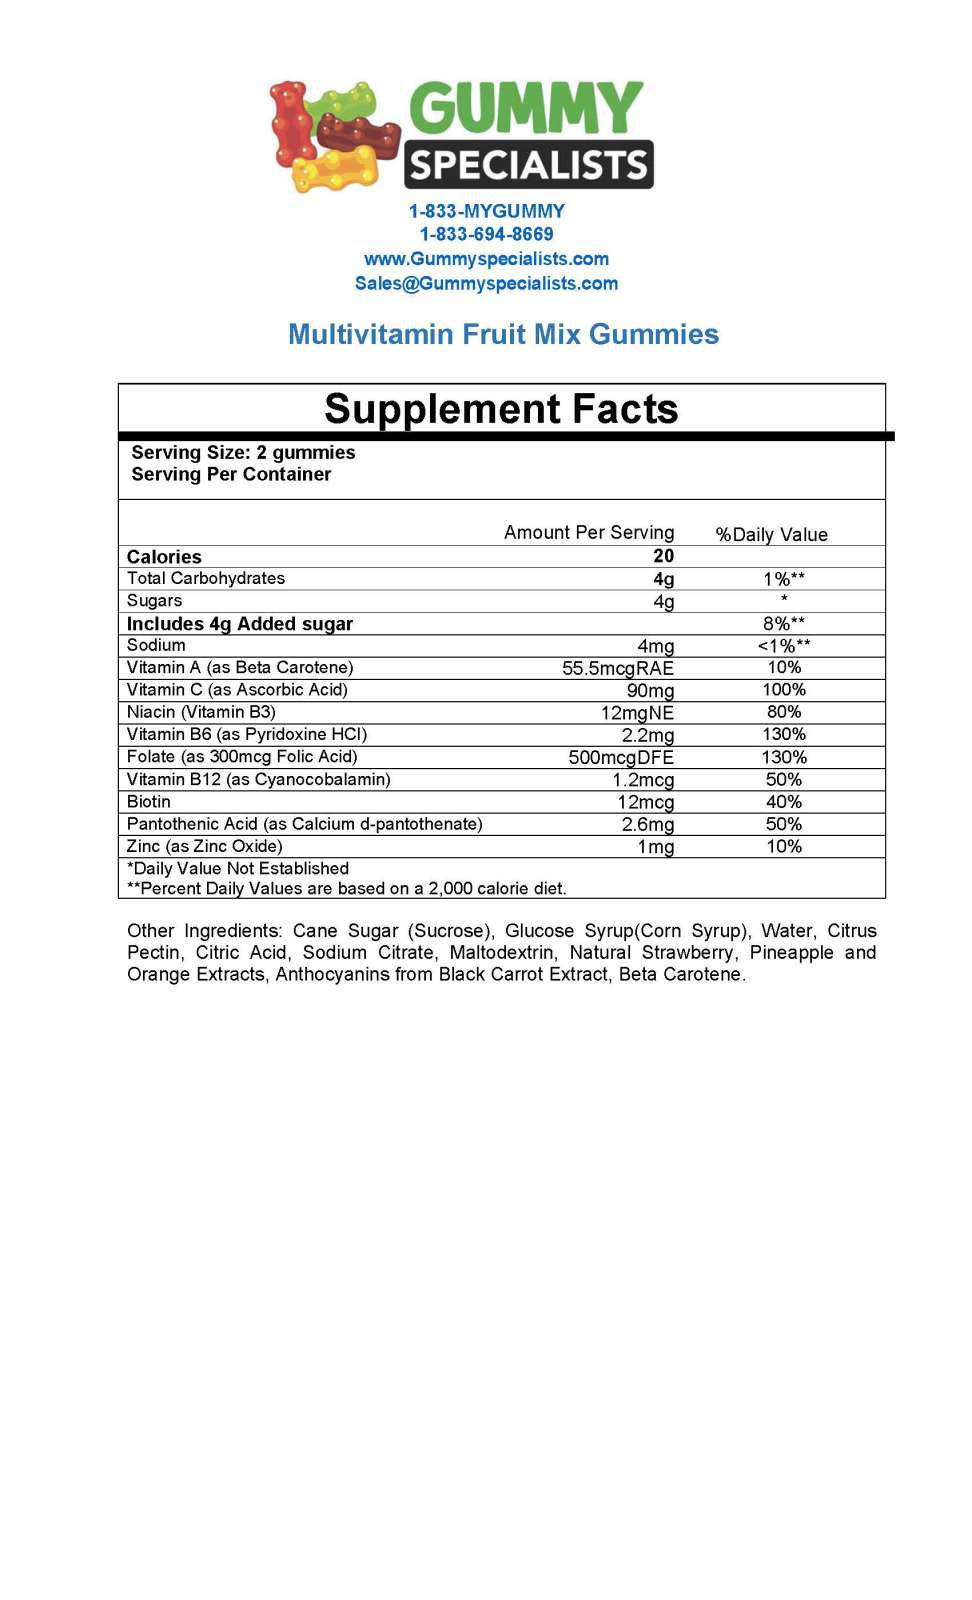 GUMMY
SPECIALISTS
1-833-MYGUMMY
1-833-694-8669
www.Gummyspecialists.com
Sales@Gummyspecialists.com
Multivitamin Fruit Mix Gummies
Supplement Facts
Serving Size: 2 gummies
Serving Per Container
Amount Per Serving %Daily Value
Calories 20
Total Carbohydrates 4g 1%**
Sugars 4g *
Includes 4g Added sugar 8%**
Sodium 4mg <1%**
Vitamin A (as Beta Carotene) 55.5mcgRAE 10%
Vitamin C (as Ascorbic Acid) 90mg 100%
Niacin (Vitamin B3) 12mgNE 80%
Vitamin B6 (as Pyridoxine HCl) 2.2mg 130%
Folate (as 300mcg Folic Acid) 500mcgDFE 130%
Vitamin B12 (as Cyanocobalamin) 1.2mcg 50%
Biotin 12mcg 40%
Pantothenic Acid (as Calcium d-pantothenate) 2.6mg 50%
Zinc (as Zinc Oxide) 1mg 10%
*Daily Value Not Established
**Percent Daily Values are based on a 2,000 calorie diet.
Other Ingredients: Cane Sugar (Sucrose), Glucose Syrup(Corn Syrup), Water, Citrus
Pectin, Citric Acid, Sodium Citrate, Maltodextrin, Natural Strawberry, Pineapple and
Orange Extracts, Anthocyanins from Black Carrot Extract, Beta Carotene.